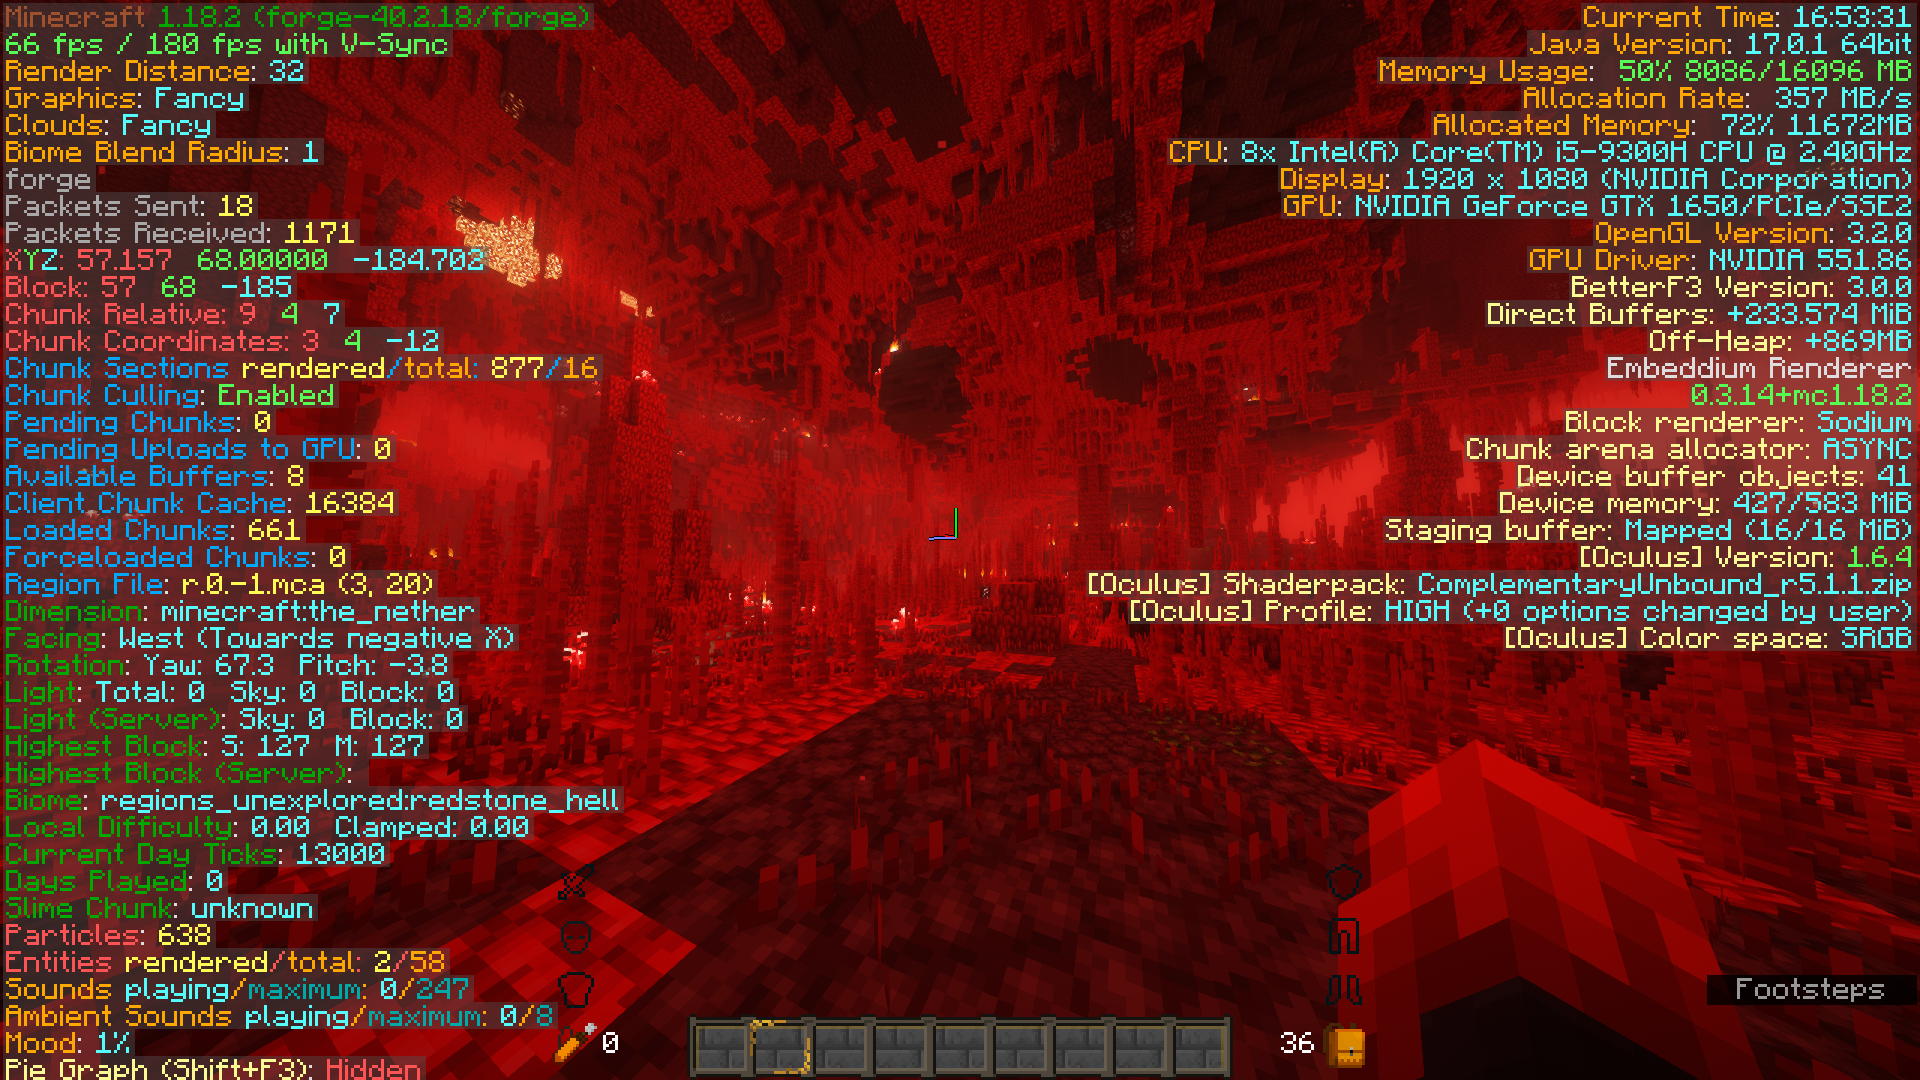 Minecraft 1.18.2 (forge-40.2.18/forge)
66 fps / 180 fps with V-Sync
Render Distance: 32
Graphics: Fancy
Clouds: Fancy
Biome Blend Radius: 1
forge
Packets Sent: 18
Packets Received: 1171
XYZ: 57.157 68.00000 -184.702
Block: 57 68 -185
Chunk Relative: 9 4 7
Chunk Coordinates: 3 4 -12
Chunk Sections rendered/total: 877/16
Chunk Culling: Enabled
Pending Chunks: 0
Pending Uploads to GPU: 0
Available Buffers: 8
Client Chunk Cache: 16384
Loaded Chunks: 661
Forceloaded Chunks: 0
Region File: r.0.-1.mca (3, 20)
Dimension: minecraft:the_nether
Facing: West (Towards negative X)
Rotation: Yaw: 67.3 Pitch: -3.8
Light: Total: 0 Sky: 0 Block: 0
Light (Server): Sky: 0 Block: 0
Highest Block: S: 127 M: 127
Highest Block (Server):
Biome: regions_unexplored:redstone_hell
Local Difficulty: 0.00 Clamped: 0.00
Current Day Ticks: 13000
Days Played: 0
Slime Chunk: unknown
Particles: 638
Entities rendered/total: 2/58
Sounds playing/maximum: 0/247
Ambient Sounds playing/maximum: 0/8
Mood: 1%
Pie Graph (Shift+F3): Hidden
Current Time: 16:53:31
Java Version: 17.0.1 64bit
Memory Usage: 50% 8086/16096 MB
Allocation Rate: 357 MB/s
Allocated Memory: 72% 11672MB
CPU: 8x Intel(R) Core(TM) i5-9300H CPU @ 2.40GHz
Display: 1920 x 1080 (NVIDIA Corporation)
GPU: NVIDIA GeForce GTX 1650/PCIe/SSE2
OpenGL Version: 3.2.0
GPU Driver: NVIDIA 551.86
BetterF3 Version: 3.0.0
Direct Buffers: +233.574 MiB
Off-Heap: +869MB
Embeddium Renderer
0.3.14+mc1.18.2
Block renderer: Sodium
Chunk arena allocator: ASYNC
Device buffer objects: 41
Device memory: 427/583 MiB
Staging buffer: Mapped (16/16 MiB)
[Oculus] Version: 1.6.4
[Oculus] Shaderpack: ComplementaryUnbound_r5.1.1.zip
[Oculus] Profile: HIGH (+0 options changed by user)
[Oculus] Color space: SRGB
Footsteps
0
36